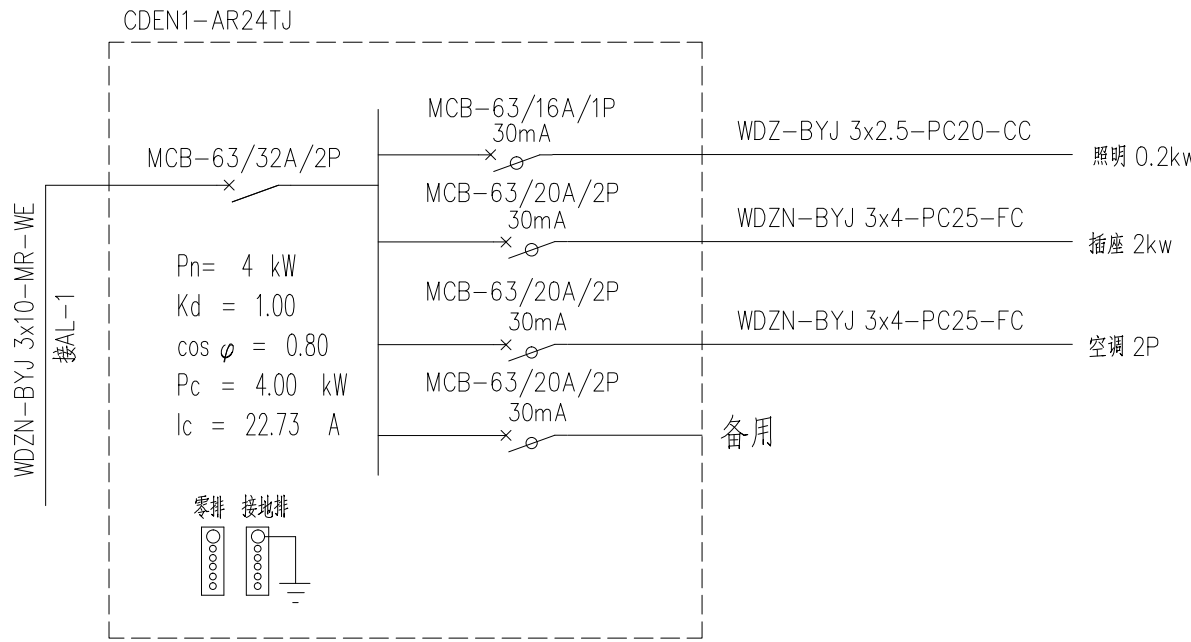 CDEN1-AR24TJ
MCB-63/16A/1P
30mA
WDZ-BYJ 3x2.5-PC20-CC
照明 0.2kw
MCB-63/32A/2P
MCB-63/20A/2P
30mA
WDZN-BYJ 3x4-PC25-FC
插座 2kw
WDZN-BYJ 3x10-MR-WE
接AL-1
Pn= 4 kW
Kd = 1.00
cos φ = 0.80
Pc = 4.00 kW
Ic = 22.73 A
MCB-63/20A/2P
30mA
WDZN-BYJ 3x4-PC25-FC
空调 2P
MCB-63/20A/2P
30mA
备用
零排 接地排